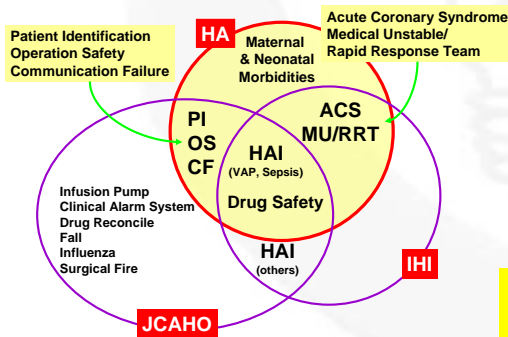 Patient Identification
Operation Safety
Communication Failure
HA
Acute Coronary Syndrome
Medical Unstable/
Rapid Response Team
Maternal
& Neonatal
Morbidities
PI
OS
CF
ACS
MU/RRT
HAI
(VAP, Sepsis)
Drug Safety
Infusion Pump
Clinical Alarm System
Drug Reconcile
Fall
Influenza
Surgical Fire
HAI
(others)
IHI
JCAHO